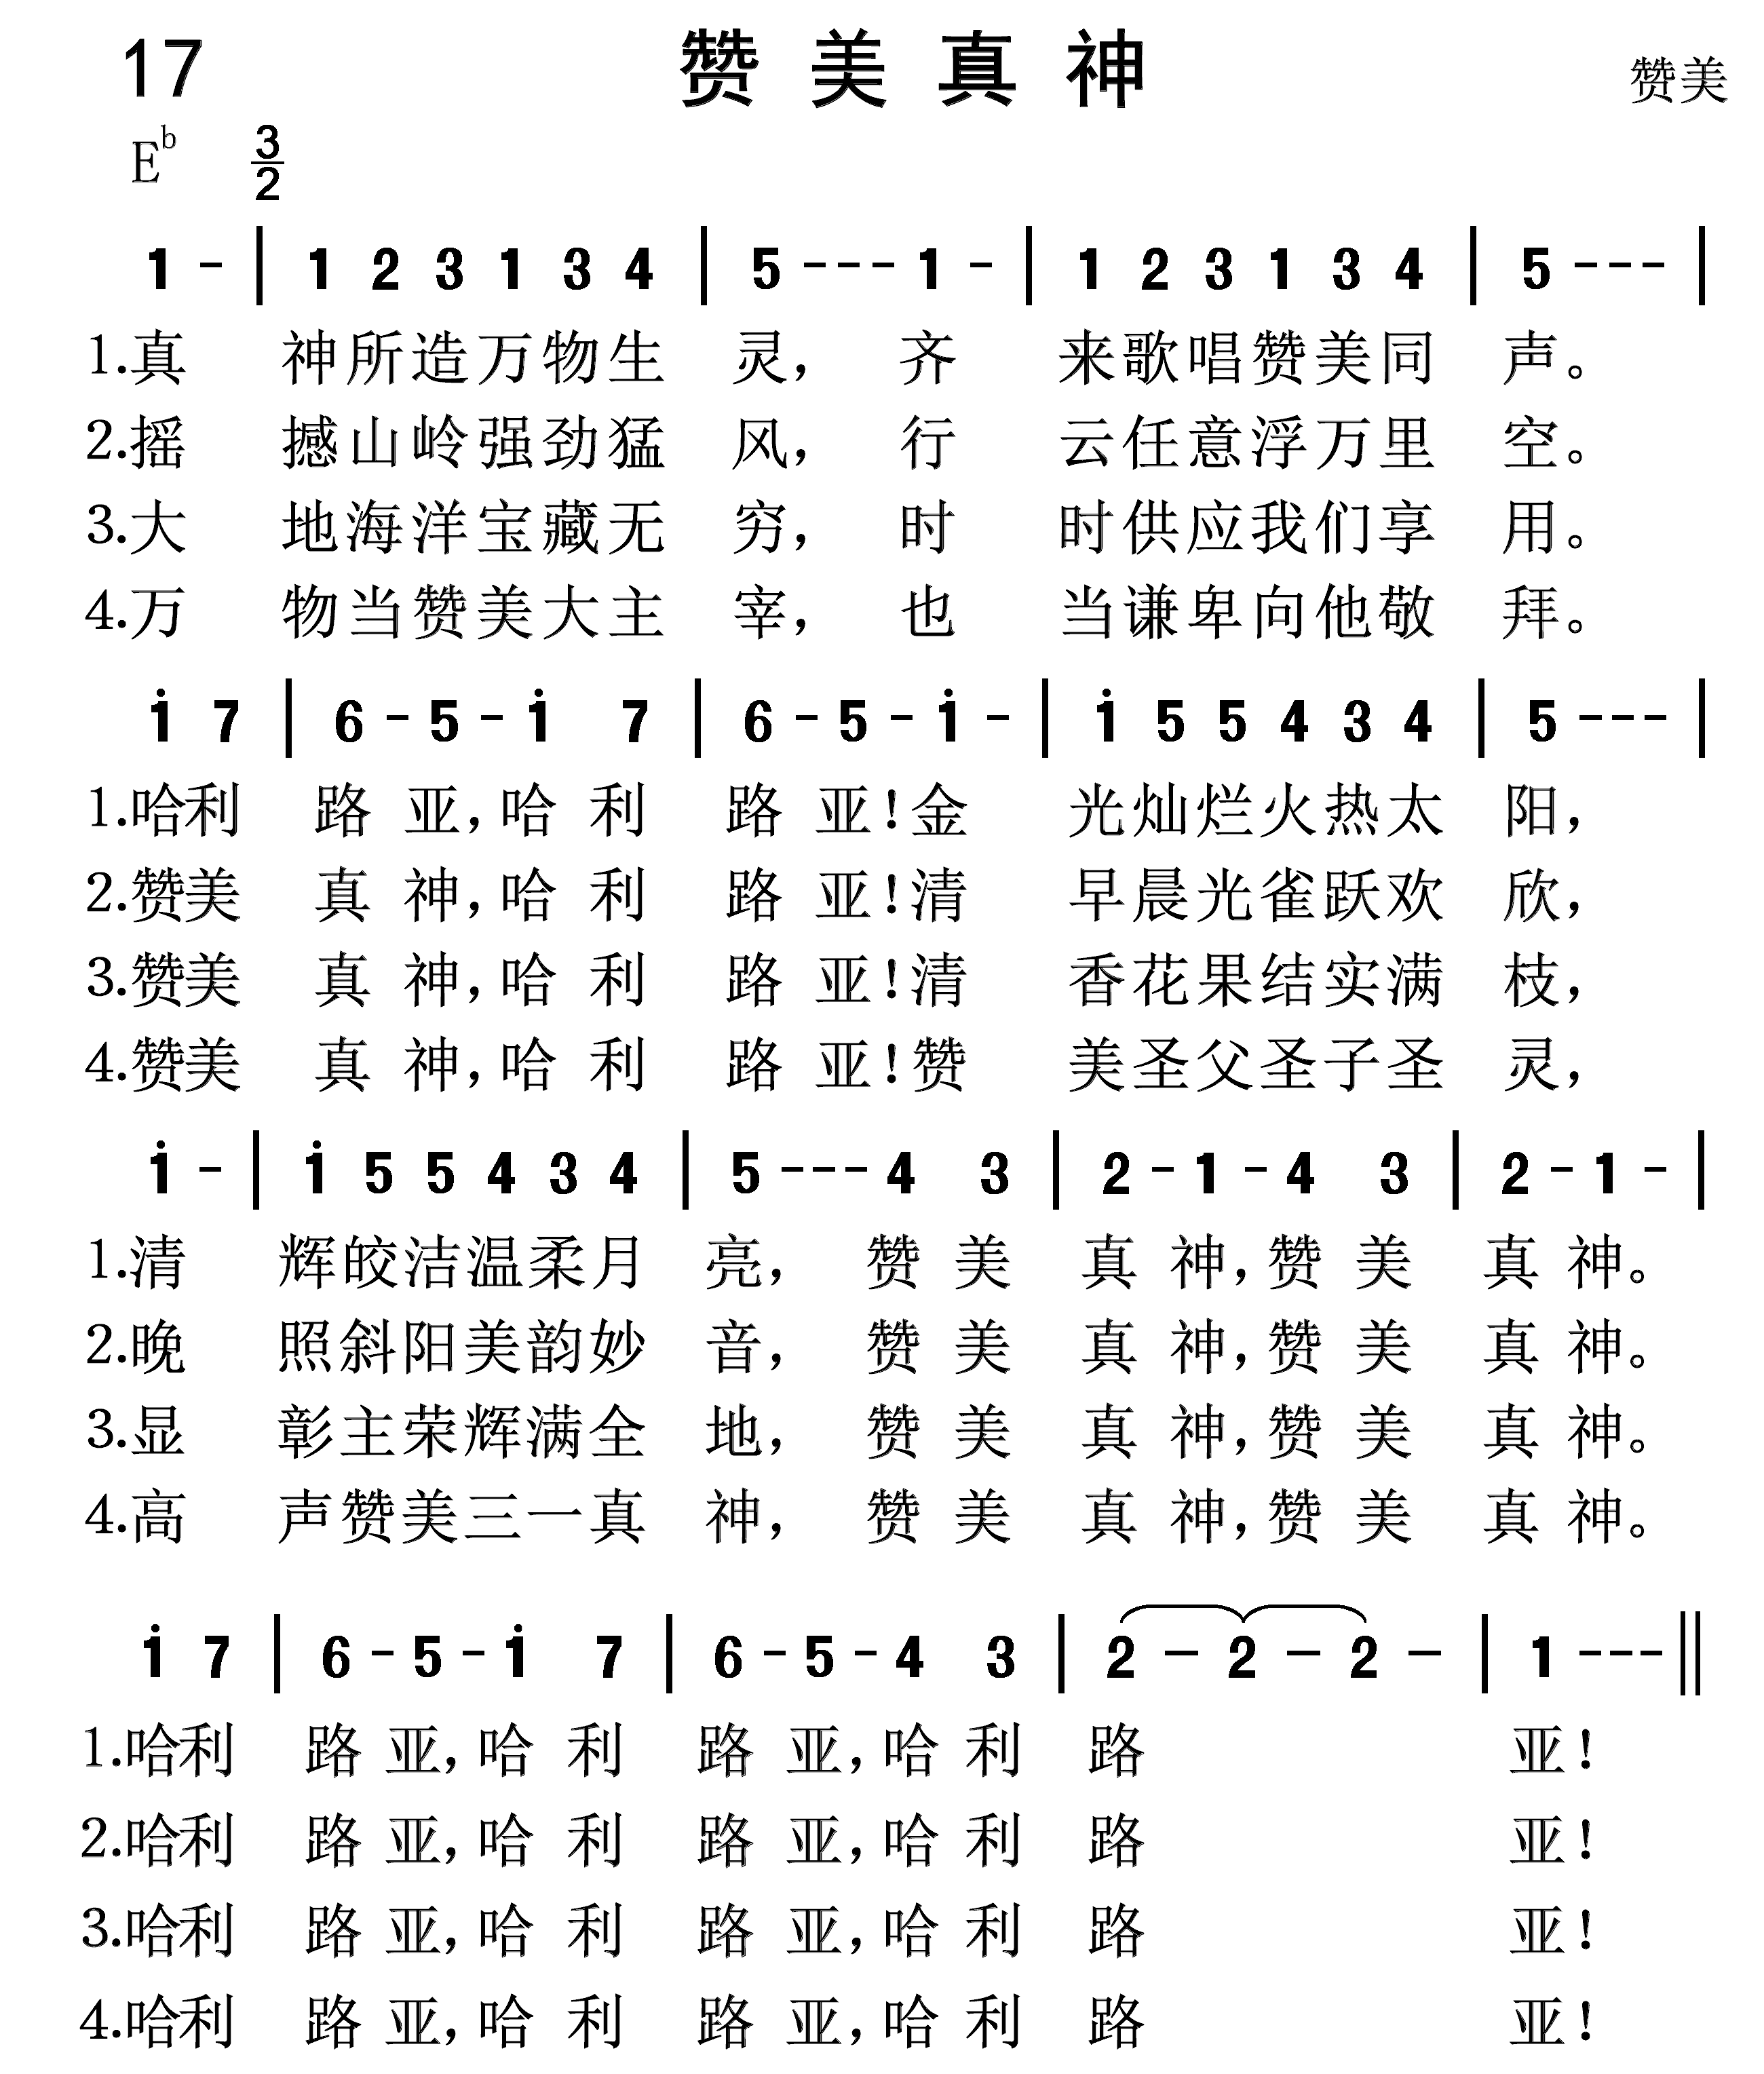 17 赞美真神 赞美
E♭ 3/2
1 - | 1 2 3 1 3 4 | 5 - - - 1 - | 1 2 3 1 3 4 | 5 - - - |
1.真 神所造万物生 灵， 齐 来歌唱赞美同 声。
2.摇 撼山岭强劲猛 风， 行 云任意浮万里 空。
3.大 地海洋宝藏无 穷， 时 时供应我们享 用。
4.万 物当赞美大主 宰， 也 当谦卑向他敬 拜。
1̇ 7 | 6 - 5 - 1̇ 7 | 6 - 5 - 1̇ - | 1̇ 5 5 4 3 4 | 5 - - - |
1.哈利 路 亚，哈 利 路 亚！金 光灿烂火热太 阳，
2.赞美 真 神，哈 利 路 亚！清 早晨光雀跃欢 欣，
3.赞美 真 神，哈 利 路 亚！清 香花果结实满 枝，
4.赞美 真 神，哈 利 路 亚！赞 美圣父圣子圣 灵，
1̇ - | 1̇ 5 5 4 3 4 | 5 - - - 4 3 | 2 - 1 - 4 3 | 2 - 1 - |
1.清 辉皎洁温柔月 亮， 赞 美 真 神，赞 美 真 神。
2.晚 照斜阳美韵妙 音， 赞 美 真 神，赞 美 真 神。
3.显 彰主荣辉满全 地， 赞 美 真 神，赞 美 真 神。
4.高 声赞美三一真 神， 赞 美 真 神，赞 美 真 神。
1̇ 7 | 6 - 5 - 1̇ 7 | 6 - 5 - 4 3 | 2 - 2 - 2 - | 1 - - - ||
1.哈利 路 亚，哈 利 路 亚，哈 利 路 亚！
2.哈利 路 亚，哈 利 路 亚，哈 利 路 亚！
3.哈利 路 亚，哈 利 路 亚，哈 利 路 亚！
4.哈利 路 亚，哈 利 路 亚，哈 利 路 亚！